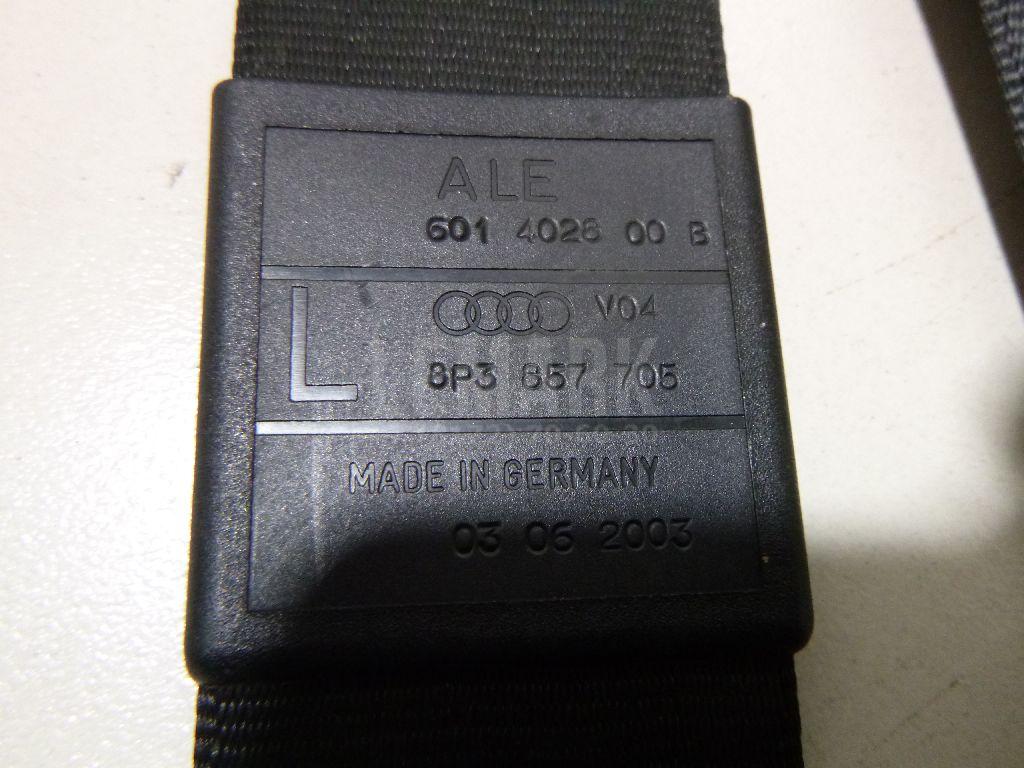 ALE
601 4026 00 B
L
V04
8P3 857 705
MADE IN GERMANY
03 06 2003